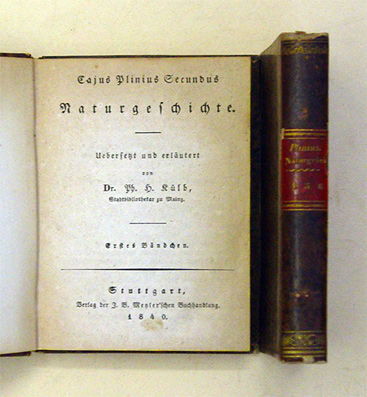 Cajus Plinius Secundus
Naturgeschichte.
Uebersetzt und erläutert
von
Dr. Ph. H. Külb,
Stadtbibliothekar zu Mainz.
Erstes Bändchen.
Stuttgart,
Verlag der J. B. Metzler'schen Buchhandlung.
1840.
Plinius